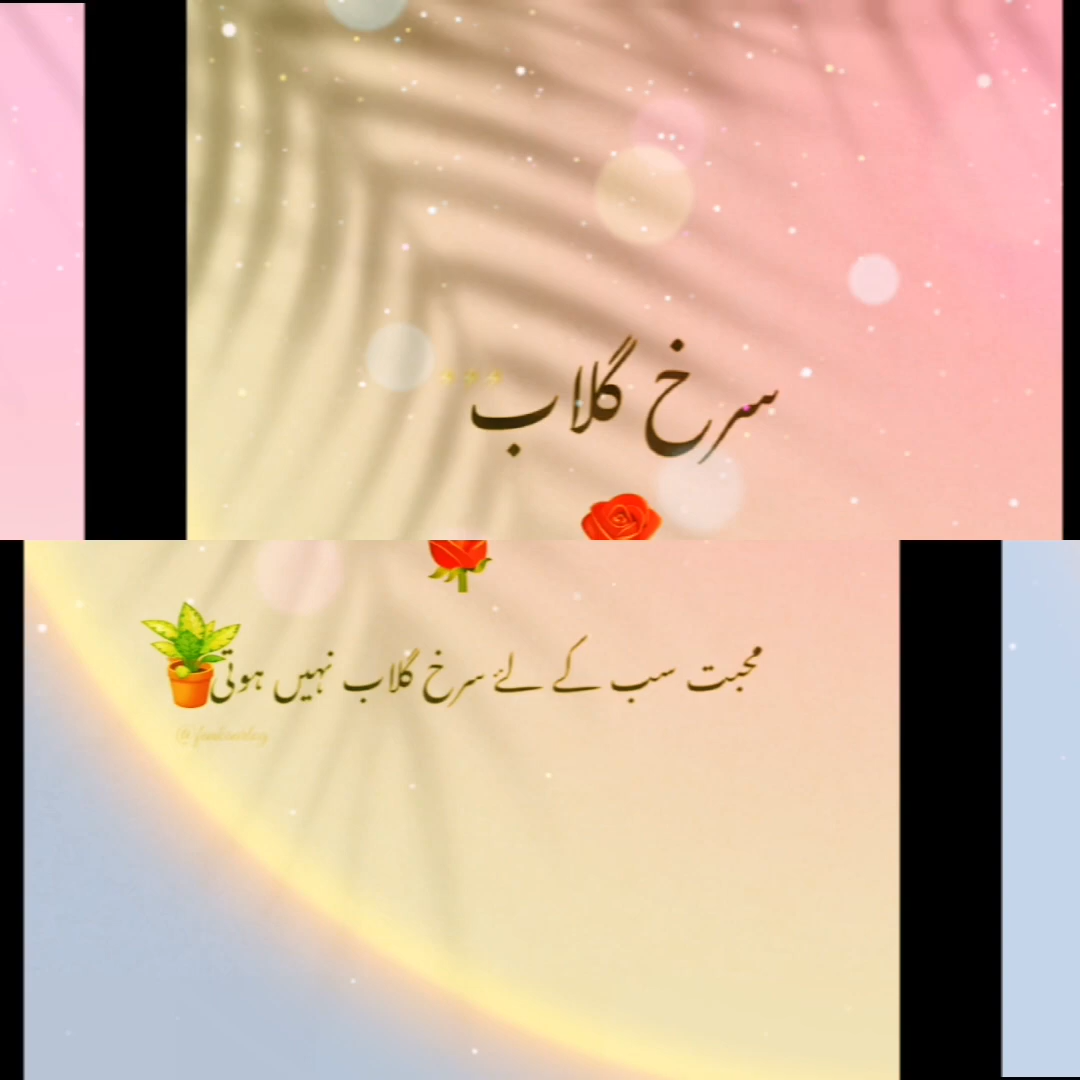 سرخ گلاب
محبت سب کے لئے سرخ گلاب نہیں ہوتی